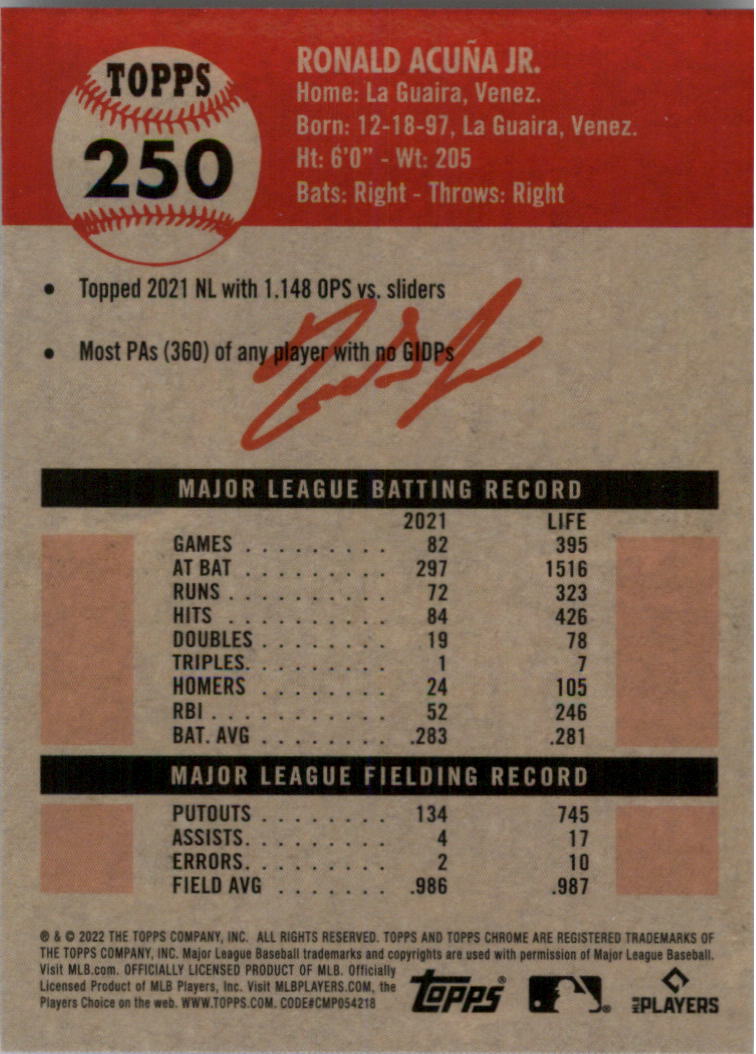 TOPPS
250
RONALD ACUÑA JR.
Home: La Guaira, Venez.
Born: 12-18-97, La Guaira, Venez.
Ht: 6'0" - Wt: 205
Bats: Right - Throws: Right
• Topped 2021 NL with 1.148 OPS vs. sliders
• Most PAs (360) of any player with no GIDPs
MAJOR LEAGUE BATTING RECORD
2021 LIFE
GAMES . . . . . . . . . . 82 395
AT BAT . . . . . . . . . . 297 1516
RUNS . . . . . . . . . . . 72 323
HITS . . . . . . . . . . . 84 426
DOUBLES . . . . . . . . . 19 78
TRIPLES. . . . . . . . . . 1 7
HOMERS . . . . . . . . . 24 105
RBI . . . . . . . . . . . . 52 246
BAT. AVG . . . . . . . . . .283 .281
MAJOR LEAGUE FIELDING RECORD
PUTOUTS . . . . . . . . . 134 745
ASSISTS. . . . . . . . . . 4 17
ERRORS. . . . . . . . . . 2 10
FIELD AVG . . . . . . . .986 .987
® & © 2022 THE TOPPS COMPANY, INC. ALL RIGHTS RESERVED. TOPPS AND TOPPS CHROME ARE REGISTERED TRADEMARKS OF
THE TOPPS COMPANY, INC. Major League Baseball trademarks and copyrights are used with permission of Major League Baseball.
Visit MLB.com. OFFICIALLY LICENSED PRODUCT OF MLB. Officially
Licensed Product of MLB Players, Inc. Visit MLBPLAYERS.COM, the
Players Choice on the web. WWW.TOPPS.COM. CODE#CMP054218
topps®
MLB PLAYERS